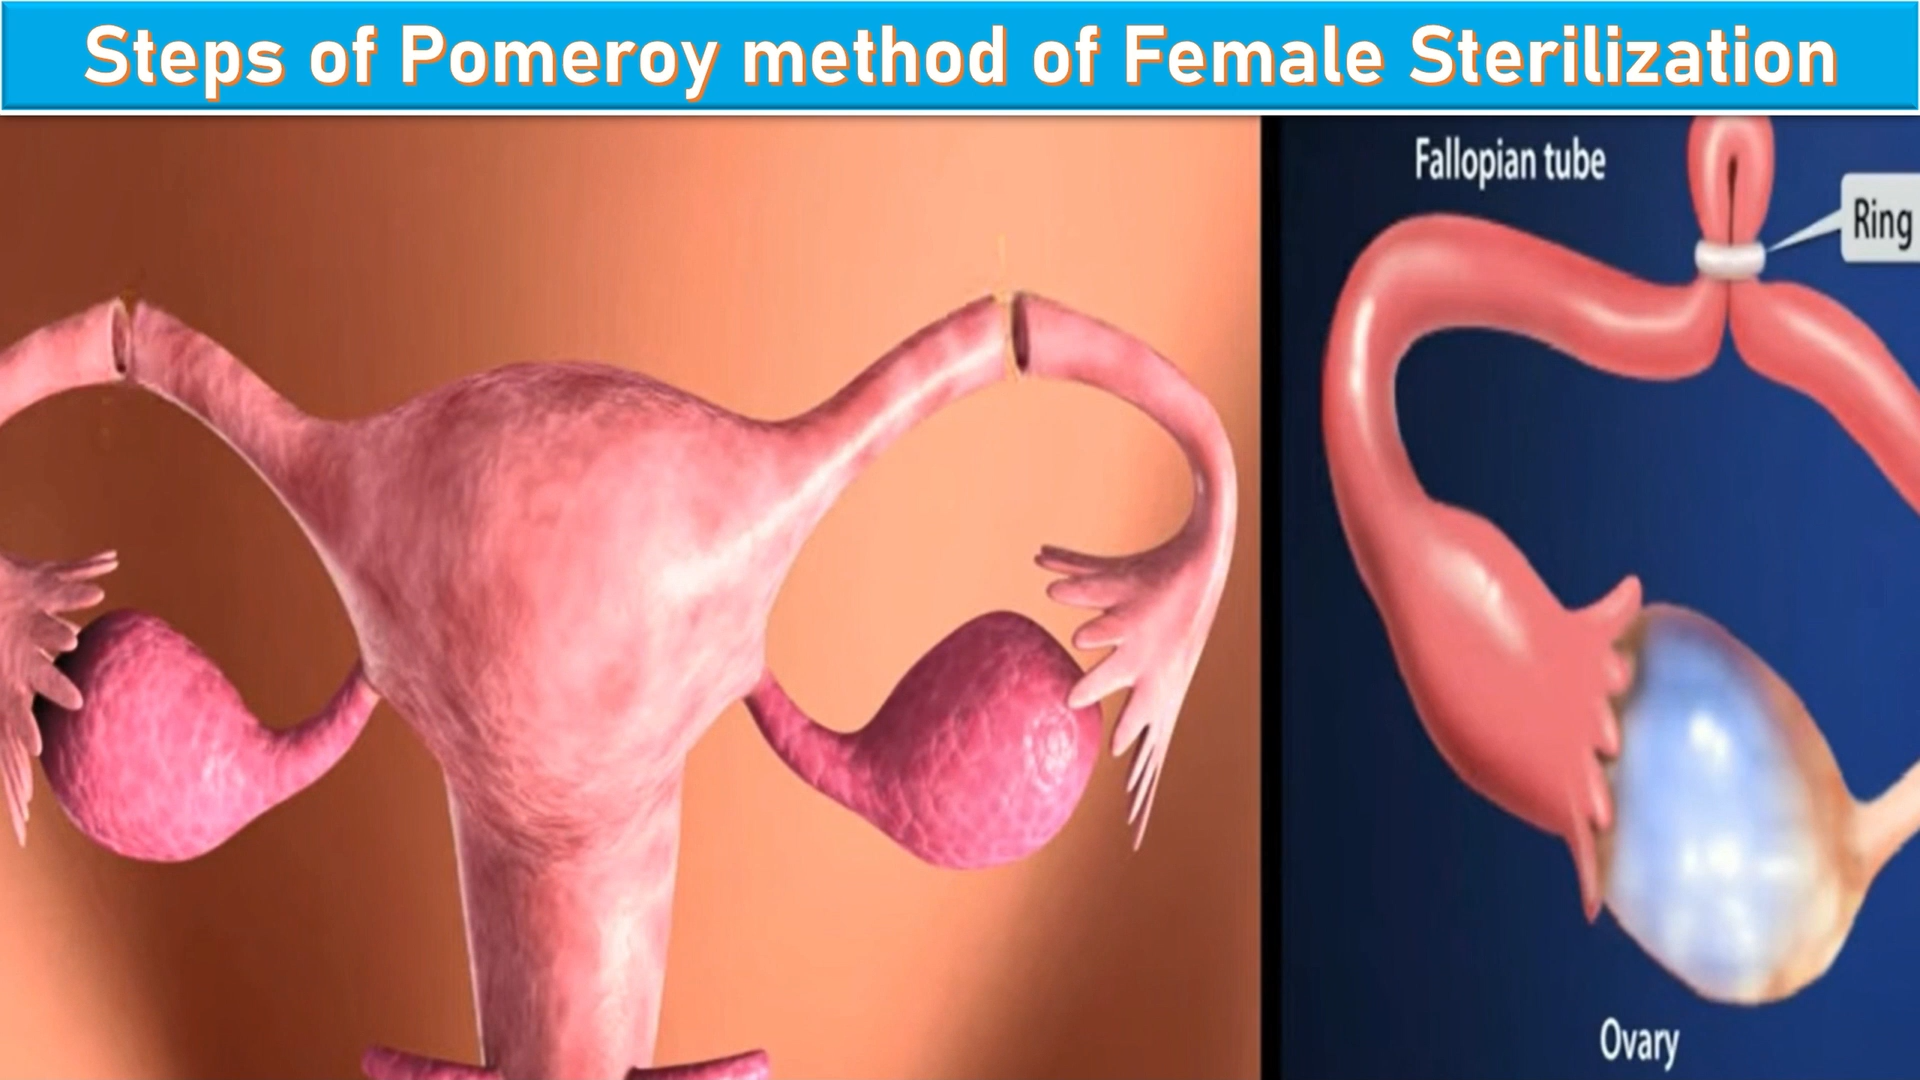 Steps of Pomeroy method of Female Sterilization
Fallopian tube
Ring
Ovary